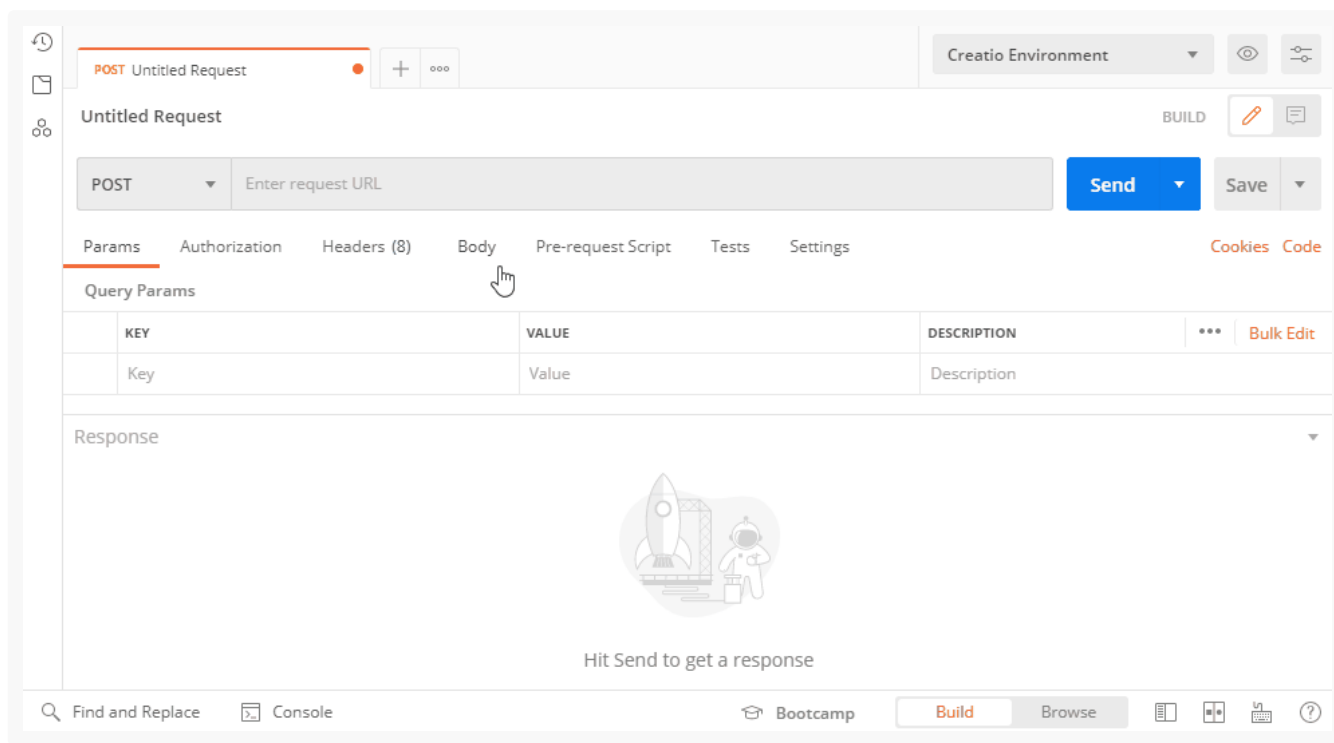 POST Untitled Request
Creatio Environment
Untitled Request
BUILD
POST
Enter request URL
Send
Save
Params
Authorization
Headers (8)
Body
Pre-request Script
Tests
Settings
Cookies
Code
Query Params
KEY
VALUE
DESCRIPTION
Bulk Edit
Key
Value
Description
Response
Hit Send to get a response
Find and Replace
Console
Bootcamp
Build
Browse